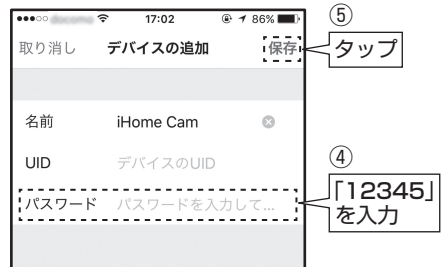 17:02
86%
取り消し デバイスの追加 保存
⑤
タップ
名前 iHome Cam
UID デバイスのUID
パスワード パスワードを入力して...
④
「12345」
を入力